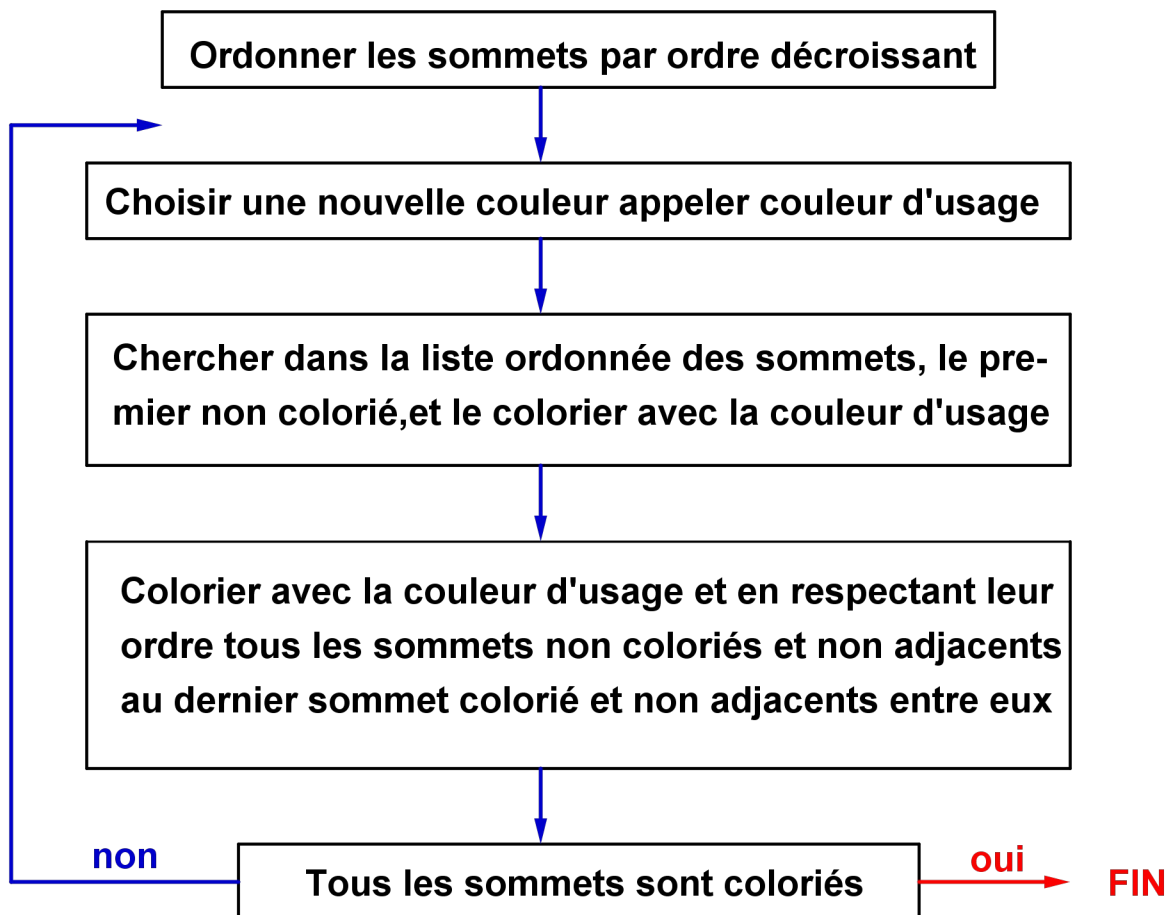 Ordonner les sommets par ordre décroissant
Choisir une nouvelle couleur appeler couleur d'usage
Chercher dans la liste ordonnée des sommets, le pre-
mier non colorié,et le colorier avec la couleur d'usage
Colorier avec la couleur d'usage et en respectant leur
ordre tous les sommets non coloriés et non adjacents
au dernier sommet colorié et non adjacents entre eux
non
Tous les sommets sont coloriés
oui
FIN